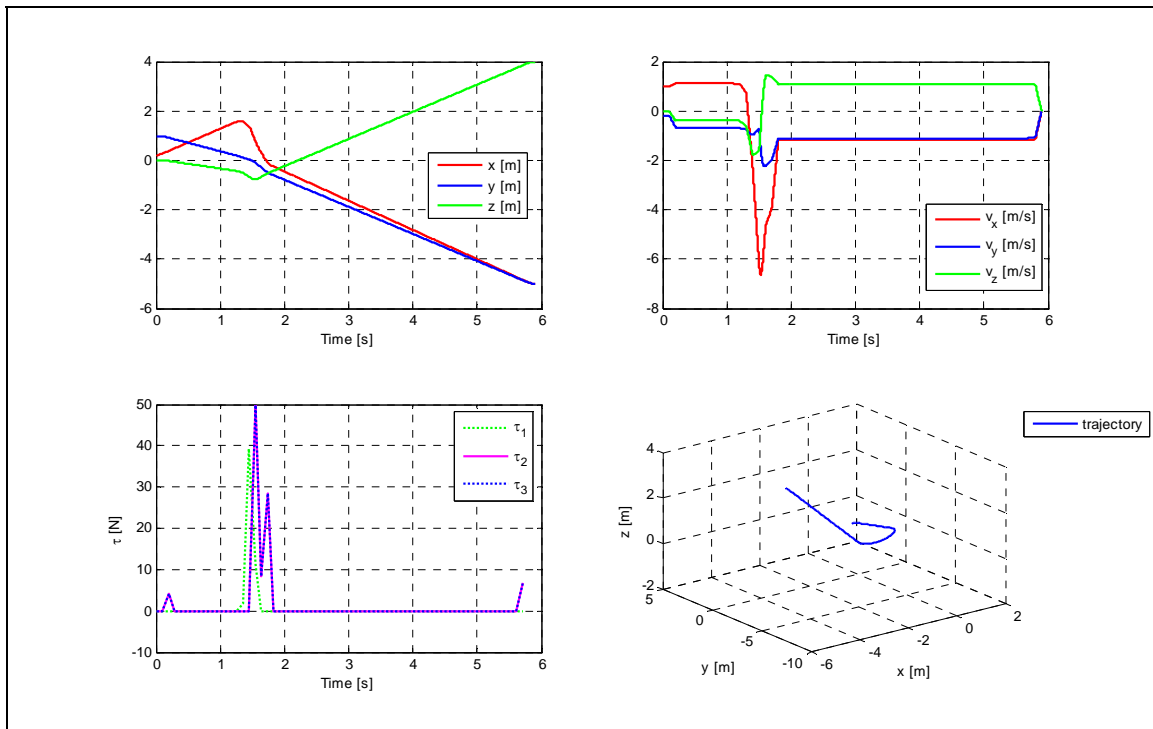 4
2
0
-2
-4
-6
0 1 2 3 4 5 6
Time [s]
x [m]
y [m]
z [m]
2
0
-2
-4
-6
-8
0 1 2 3 4 5 6
Time [s]
v_x [m/s]
v_y [m/s]
v_z [m/s]
50
40
30
20
10
0
-10
τ [N]
0 1 2 3 4 5 6
Time [s]
τ_1
τ_2
τ_3
4
2
0
-2
z [m]
5
0
-5
-10
y [m]
-6
-4
-2
0
2
x [m]
trajectory